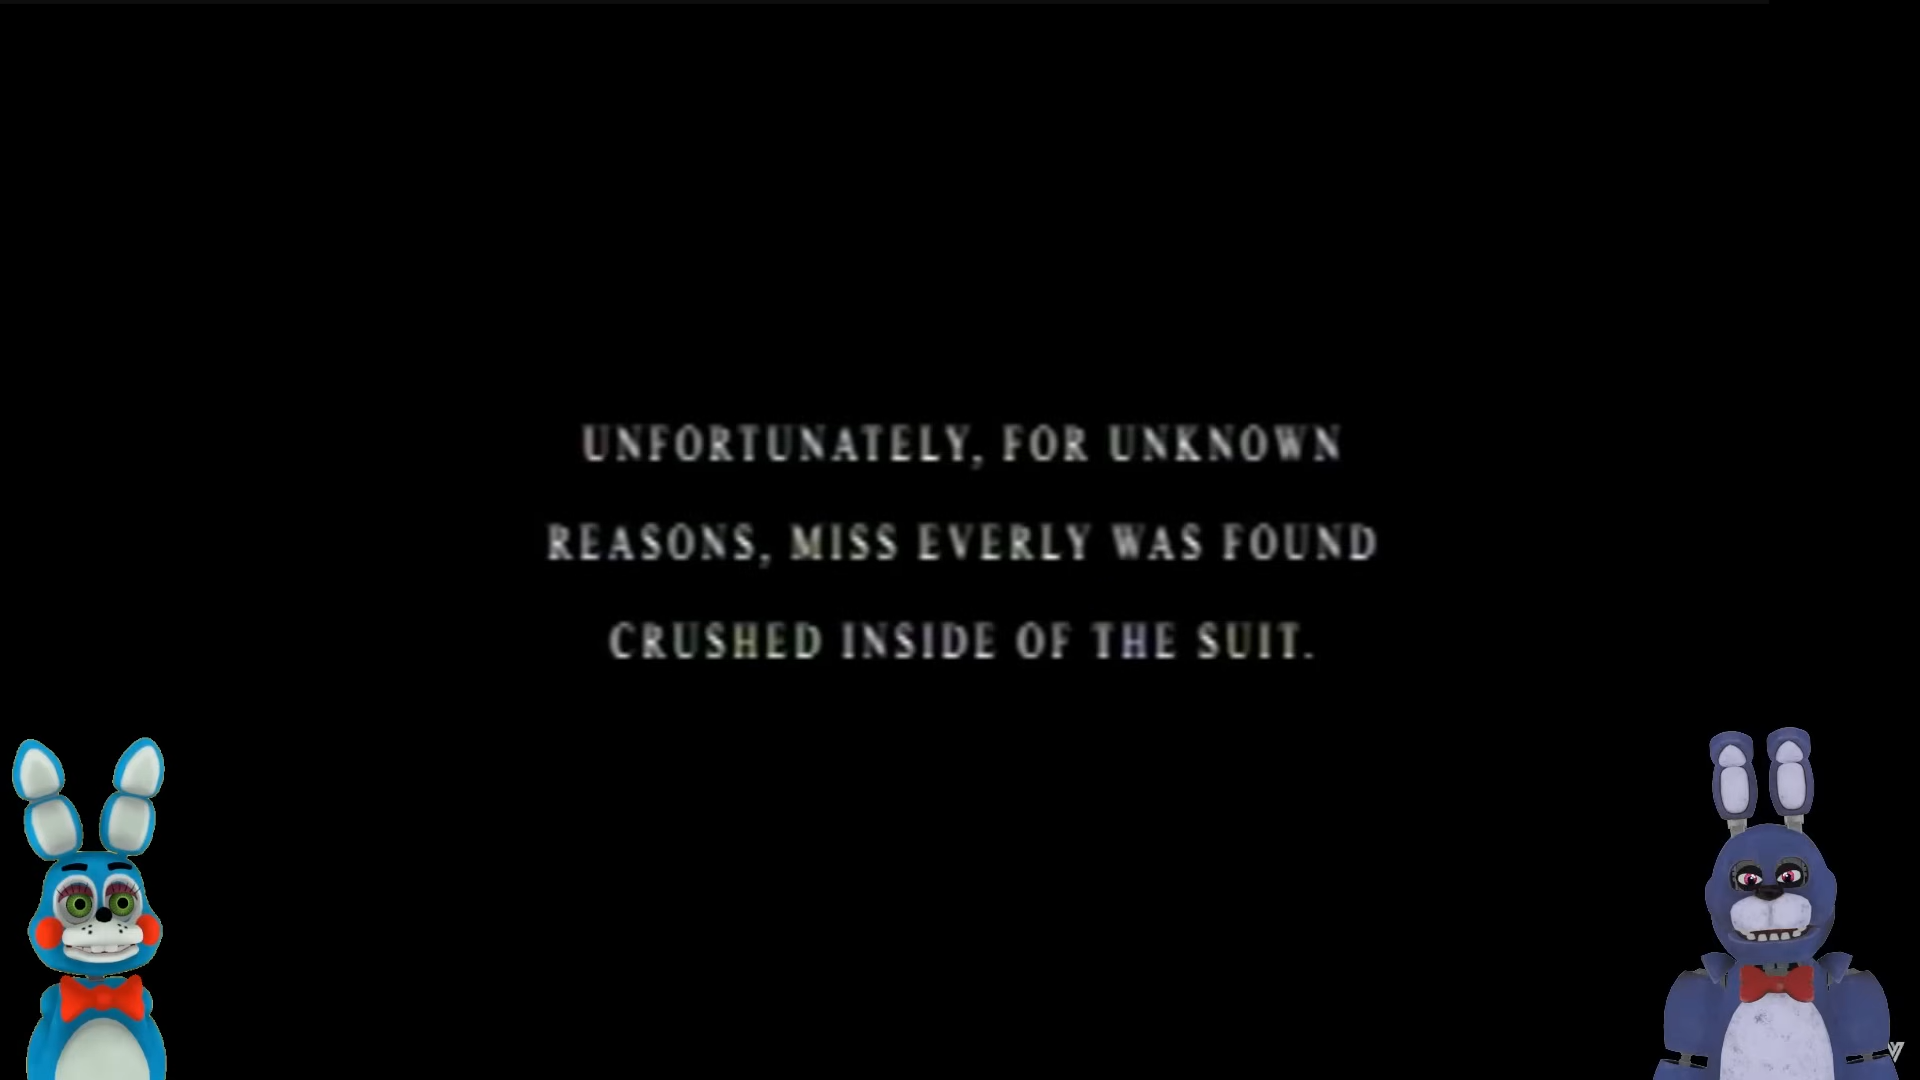 UNFORTUNATELY, FOR UNKNOWN
REASONS, MISS EVERLY WAS FOUND
CRUSHED INSIDE OF THE SUIT.